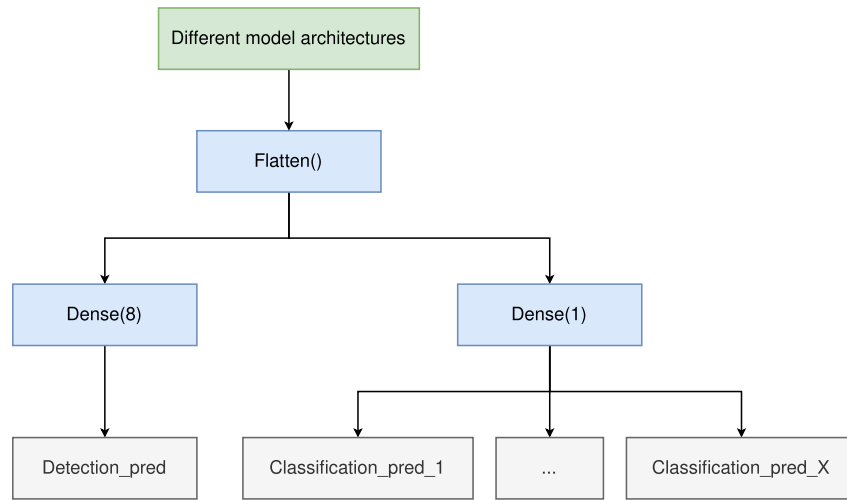 Different model architectures
Flatten()
Dense(8)
Dense(1)
Detection_pred
Classification_pred_1
...
Classification_pred_X